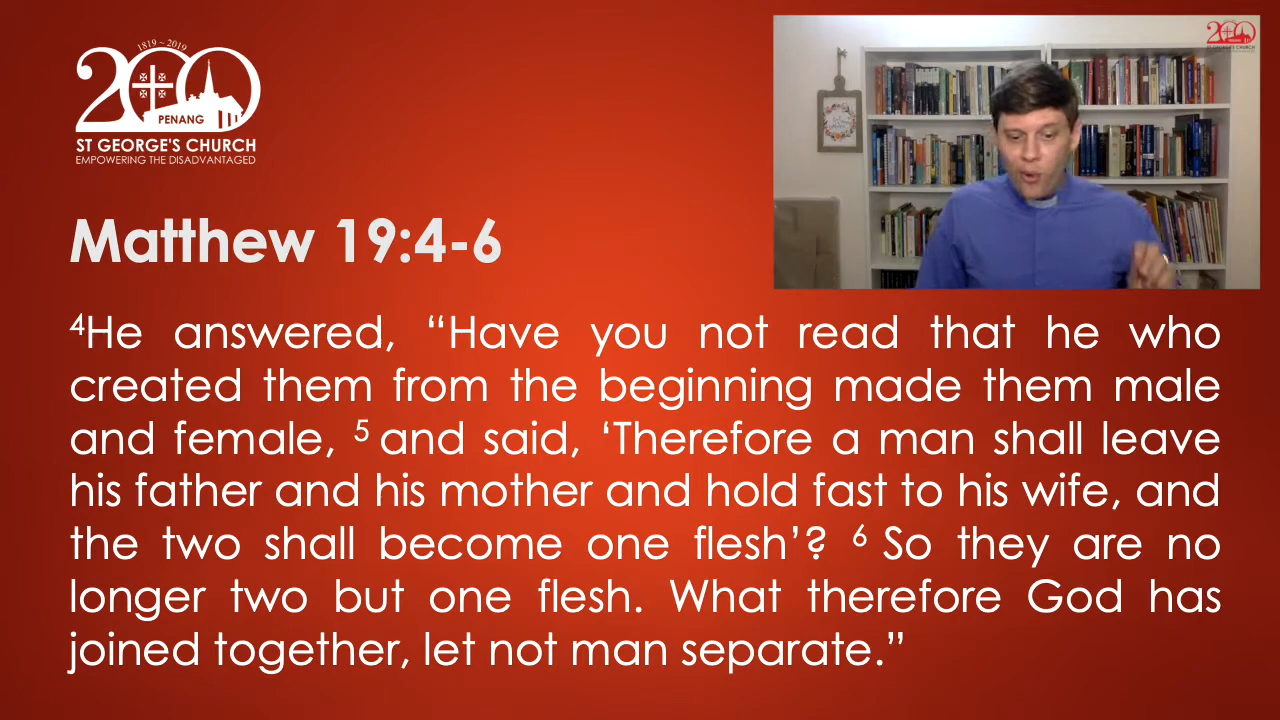 1819 ~ 2019
200
PENANG
ST GEORGE'S CHURCH
EMPOWERING THE DISADVANTAGED
200
ST GEORGE'S CHURCH
Matthew 19:4-6
⁴He answered, “Have you not read that he who
created them from the beginning made them male
and female, ⁵ and said, ‘Therefore a man shall leave
his father and his mother and hold fast to his wife, and
the two shall become one flesh’? ⁶ So they are no
longer two but one flesh. What therefore God has
joined together, let not man separate.”